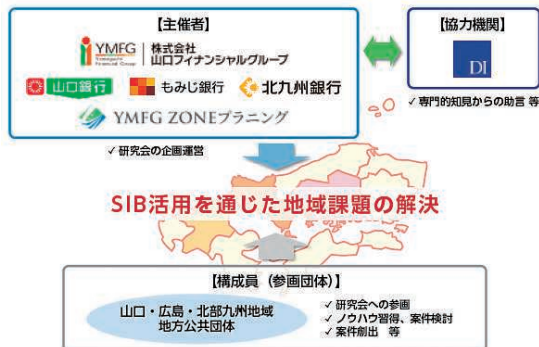 【主催者】
YMFG
Yamaguchi
Financial Group
株式会社
山口フィナンシャルグループ
山口銀行
もみじ銀行
北九州銀行
YMFG ZONEプラニング
✓ 研究会の企画運営
【協力機関】
DI
✓ 専門的知見からの助言 等
SIB活用を通じた地域課題の解決
【構成員（参画団体）】
山口・広島・北部九州地域
地方公共団体
✓ 研究会への参画
✓ ノウハウ習得、案件検討
✓ 案件創出　等